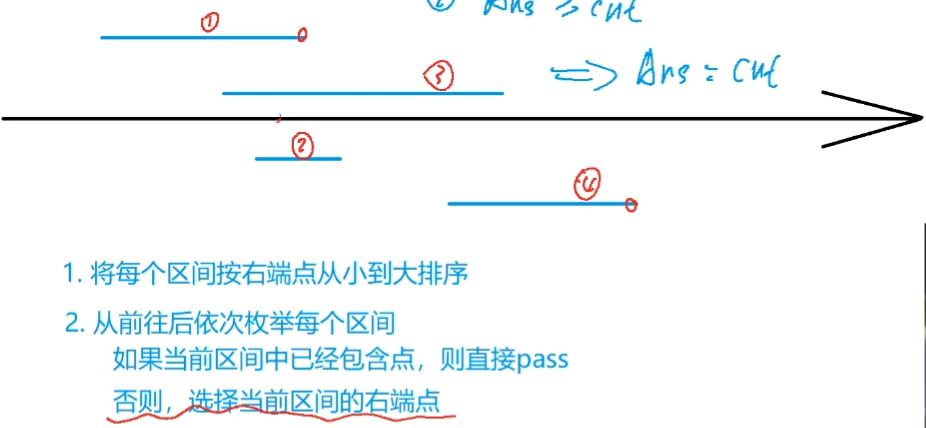 ② Ans ≥ cnt
①
③ ⇒ Ans = cnt
②
④
1. 将每个区间按右端点从小到大排序
2. 从前往后依次枚举每个区间
如果当前区间中已经包含点，则直接pass
否则，选择当前区间的右端点